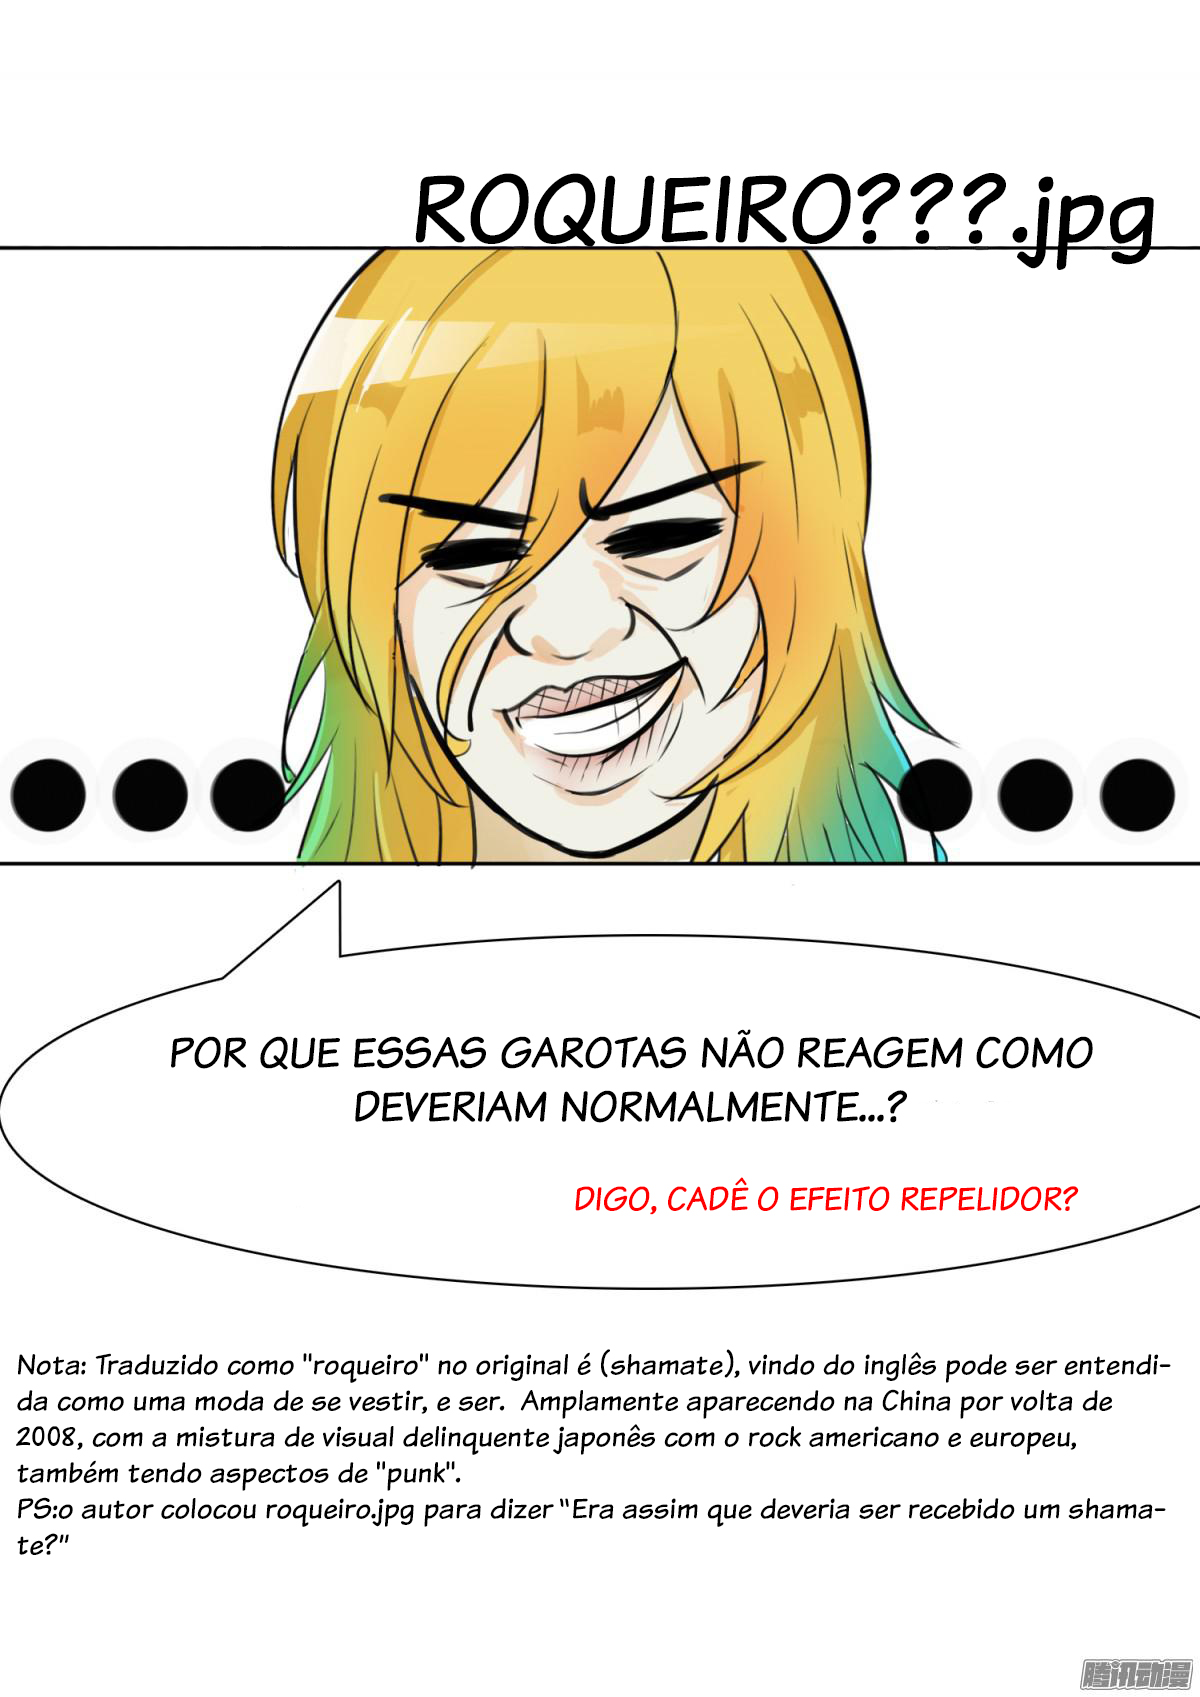 ROQUEIRO???.jpg
POR QUE ESSAS GAROTAS NÃO REAGEM COMO
DEVERIAM NORMALMENTE...?
DIGO, CADÊ O EFEITO REPELIDOR?
Nota: Traduzido como "roqueiro" no original é (shamate), vindo do inglês pode ser entendi-
da como uma moda de se vestir, e ser. Amplamente aparecendo na China por volta de
2008, com a mistura de visual delinquente japonês com o rock americano e europeu,
também tendo aspectos de "punk".
PS:o autor colocou roqueiro.jpg para dizer “Era assim que deveria ser recebido um shama-
te?"
腾讯动漫